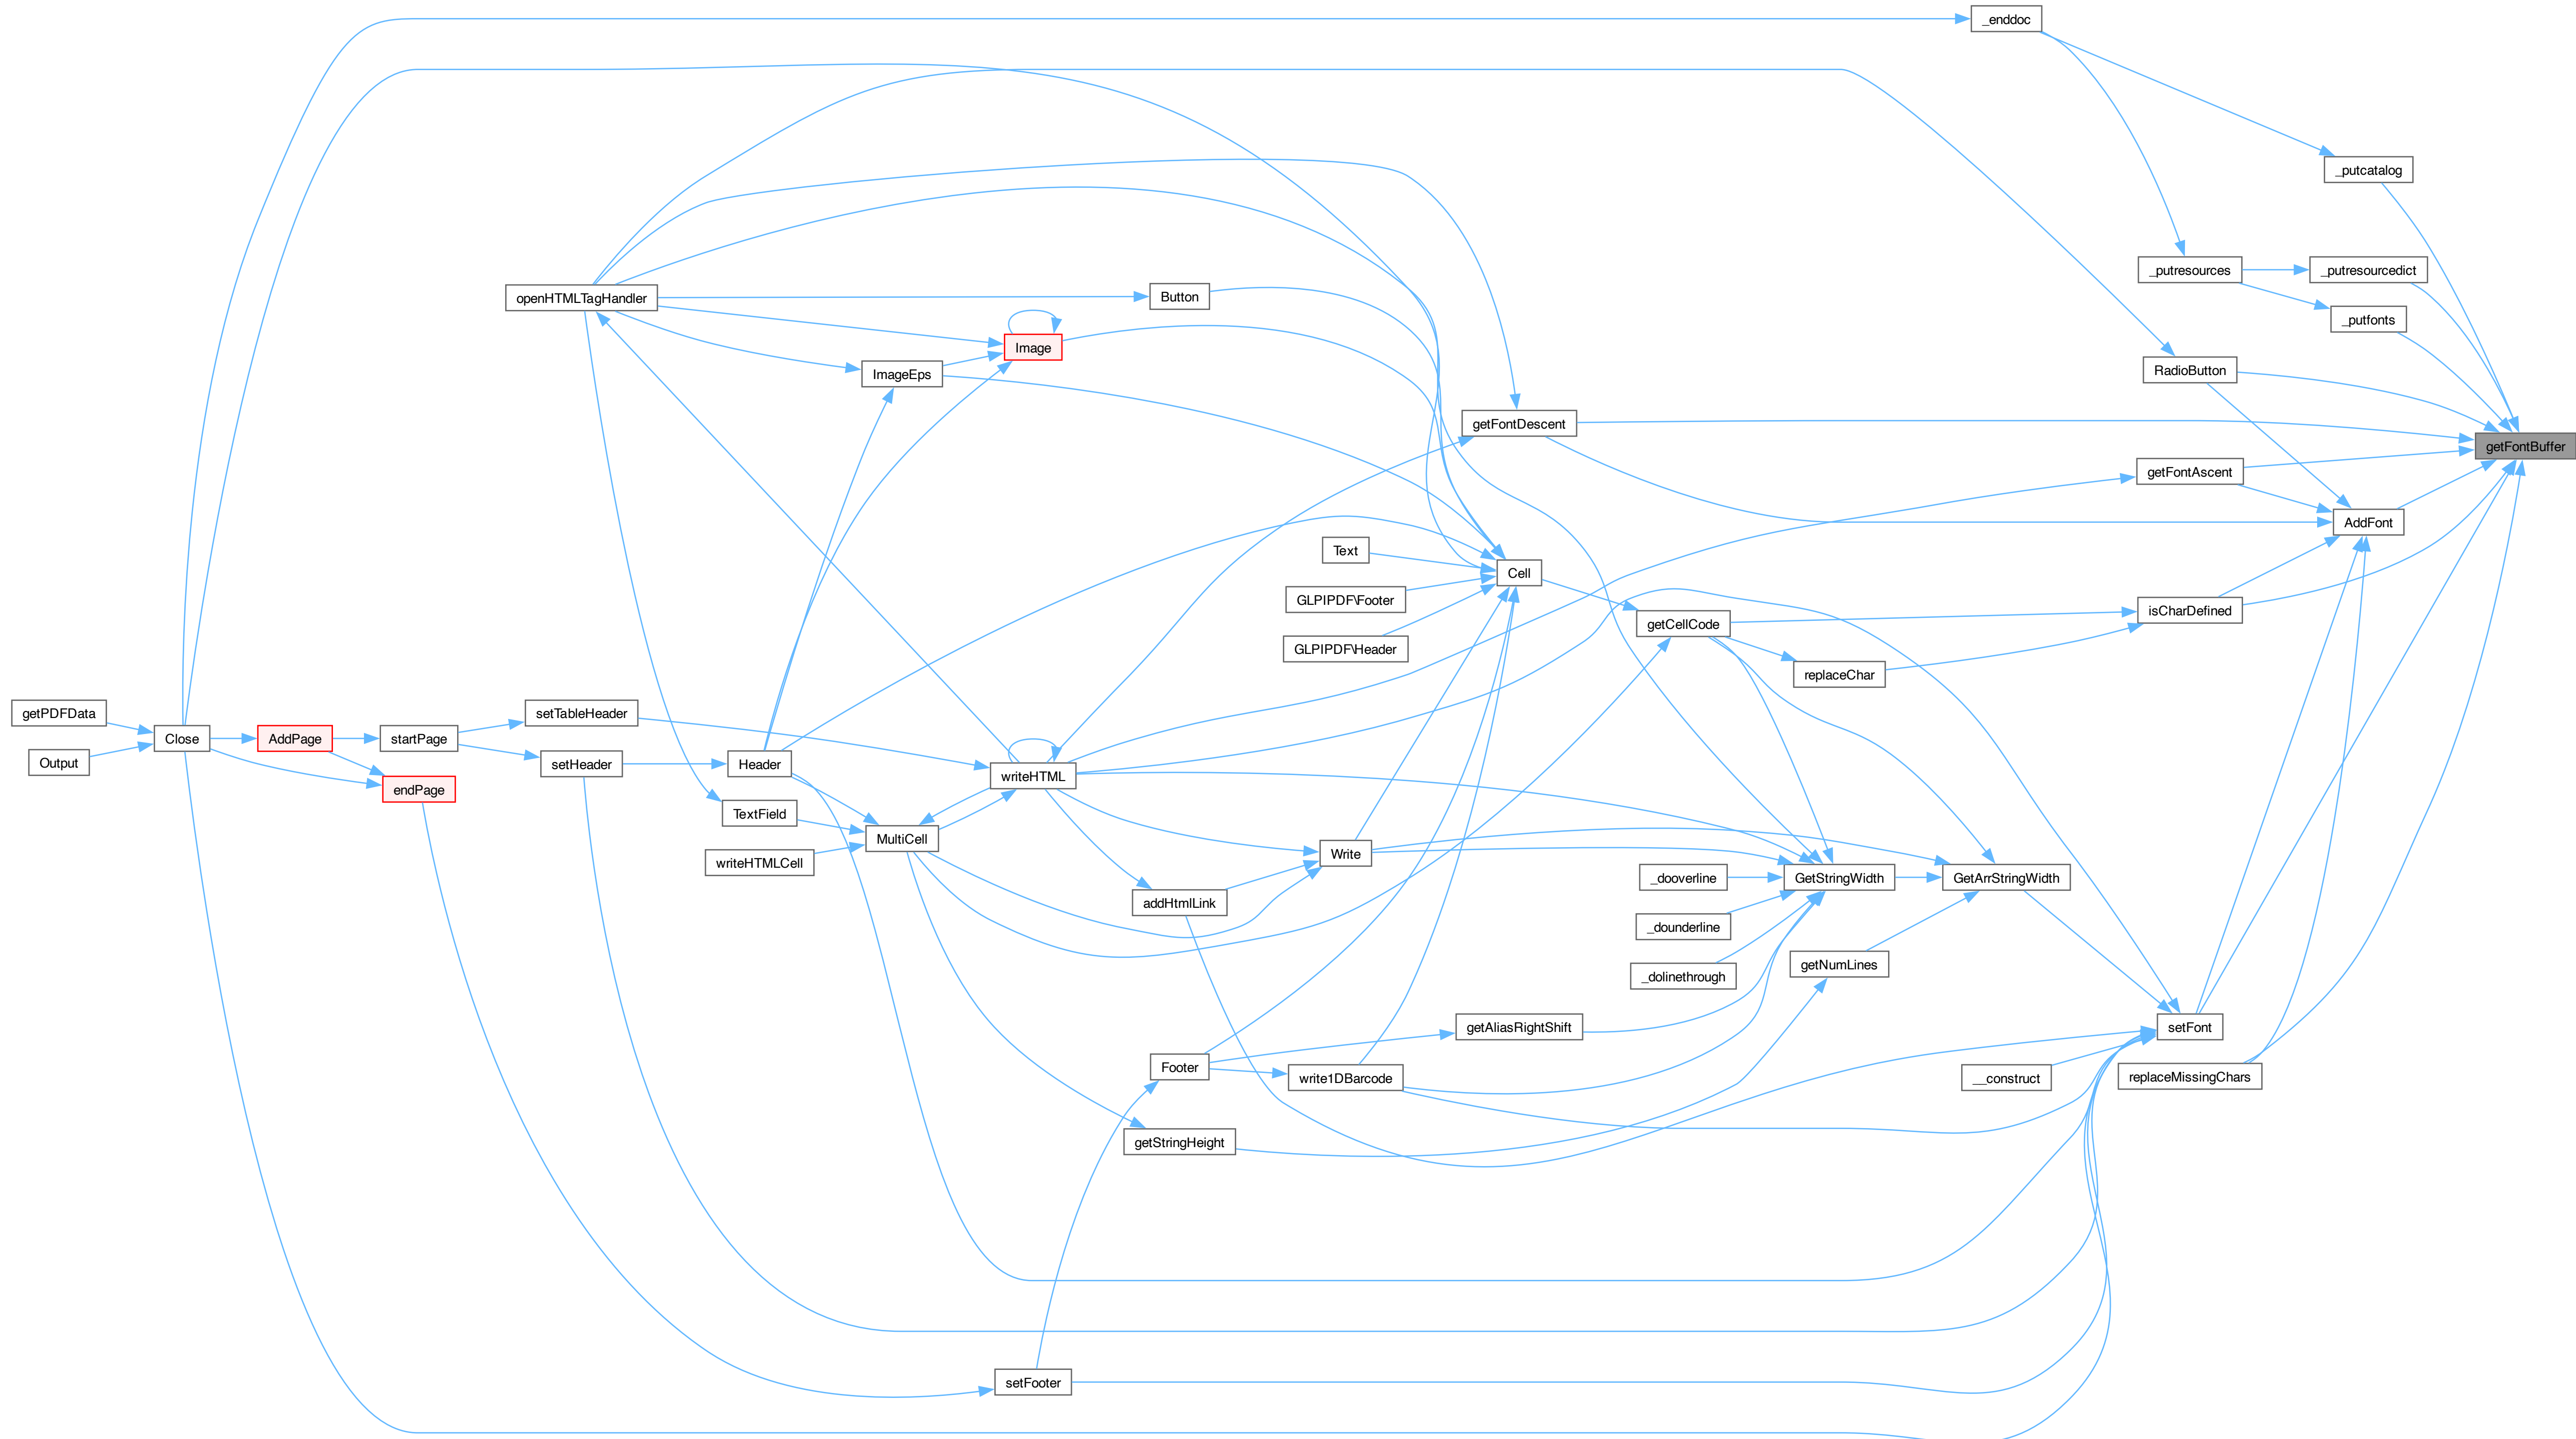 _enddoc
_putcatalog
_putresources
_putresourcedict
openHTMLTagHandler
Button
_putfonts
Image
ImageEps
RadioButton
getFontDescent
getFontBuffer
getFontAscent
AddFont
Text
Cell
GLPIPDF\Footer
isCharDefined
getCellCode
GLPIPDF\Header
replaceChar
getPDFData
setTableHeader
Close
AddPage
startPage
Output
setHeader
Header
writeHTML
endPage
TextField
MultiCell
writeHTMLCell
Write
_dooverline
GetStringWidth
GetArrStringWidth
addHtmlLink
_dounderline
getNumLines
_dolinethrough
getAliasRightShift
setFont
Footer
write1DBarcode
__construct
replaceMissingChars
getStringHeight
setFooter